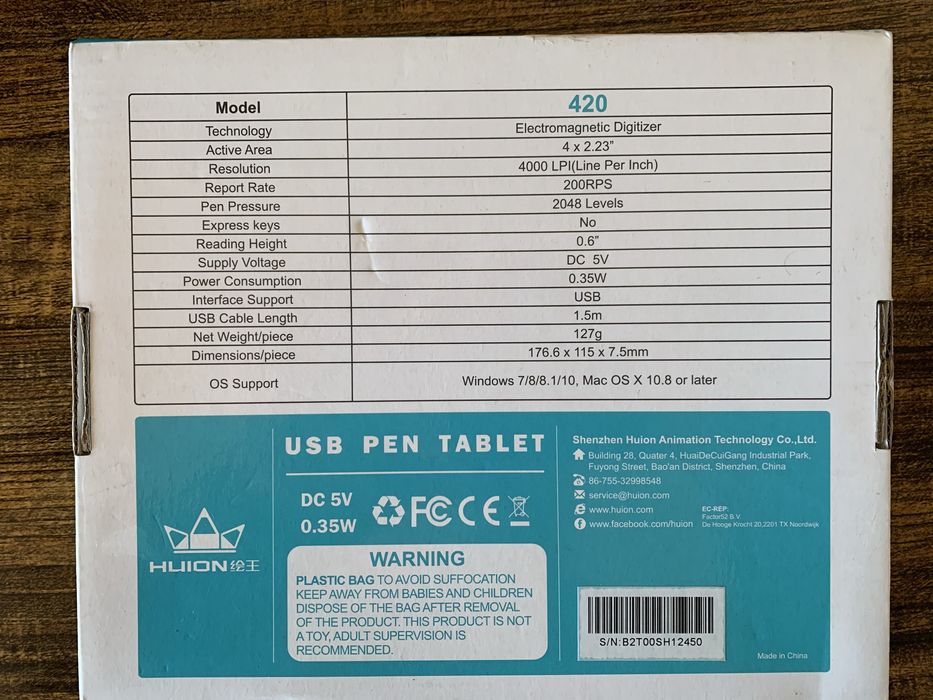 Model 420
Technology Electromagnetic Digitizer
Active Area 4 x 2.23”
Resolution 4000 LPI(Line Per Inch)
Report Rate 200RPS
Pen Pressure 2048 Levels
Express keys No
Reading Height 0.6”
Supply Voltage DC 5V
Power Consumption 0.35W
Interface Support USB
USB Cable Length 1.5m
Net Weight/piece 127g
Dimensions/piece 176.6 x 115 x 7.5mm
OS Support Windows 7/8/8.1/10, Mac OS X 10.8 or later
HUION绘王
USB PEN TABLET
DC 5V
0.35W
FC CE
WARNING
PLASTIC BAG TO AVOID SUFFOCATION
KEEP AWAY FROM BABIES AND CHILDREN
DISPOSE OF THE BAG AFTER REMOVAL
OF THE PRODUCT. THIS PRODUCT IS NOT
A TOY, ADULT SUPERVISION IS
RECOMMENDED.
Shenzhen Huion Animation Technology Co.,Ltd.
Building 28, Quater 4, HuaiDeCuiGang Industrial Park,
Fuyong Street, Bao'an District, Shenzhen, China
86-755-32998548
service@huion.com
www.huion.com
www.facebook.com/huion
EC-REP:
Factor52 B.V.
De Hooge Krocht 20,2201 TX Noordwijk
S/N:B2T00SH12450
Made in China